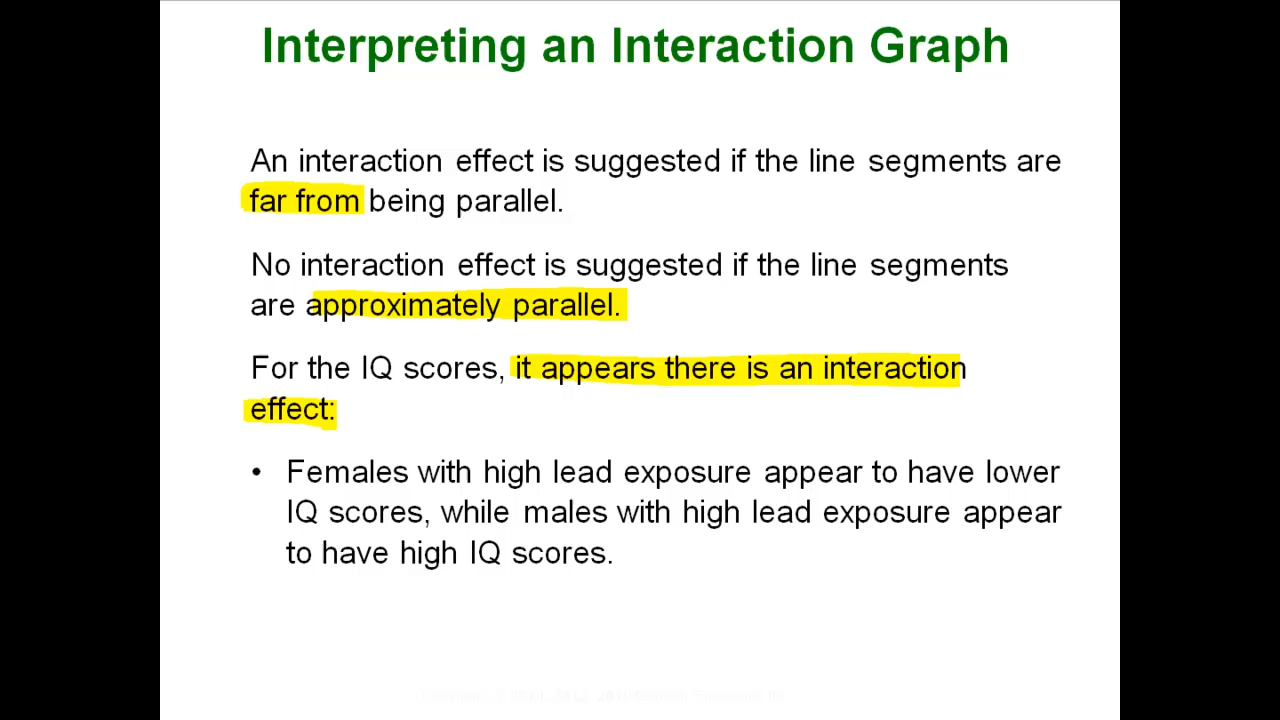 Interpreting an Interaction Graph
An interaction effect is suggested if the line segments are
far from being parallel.
No interaction effect is suggested if the line segments
are approximately parallel.
For the IQ scores, it appears there is an interaction
effect:
• Females with high lead exposure appear to have lower
IQ scores, while males with high lead exposure appear
to have high IQ scores.